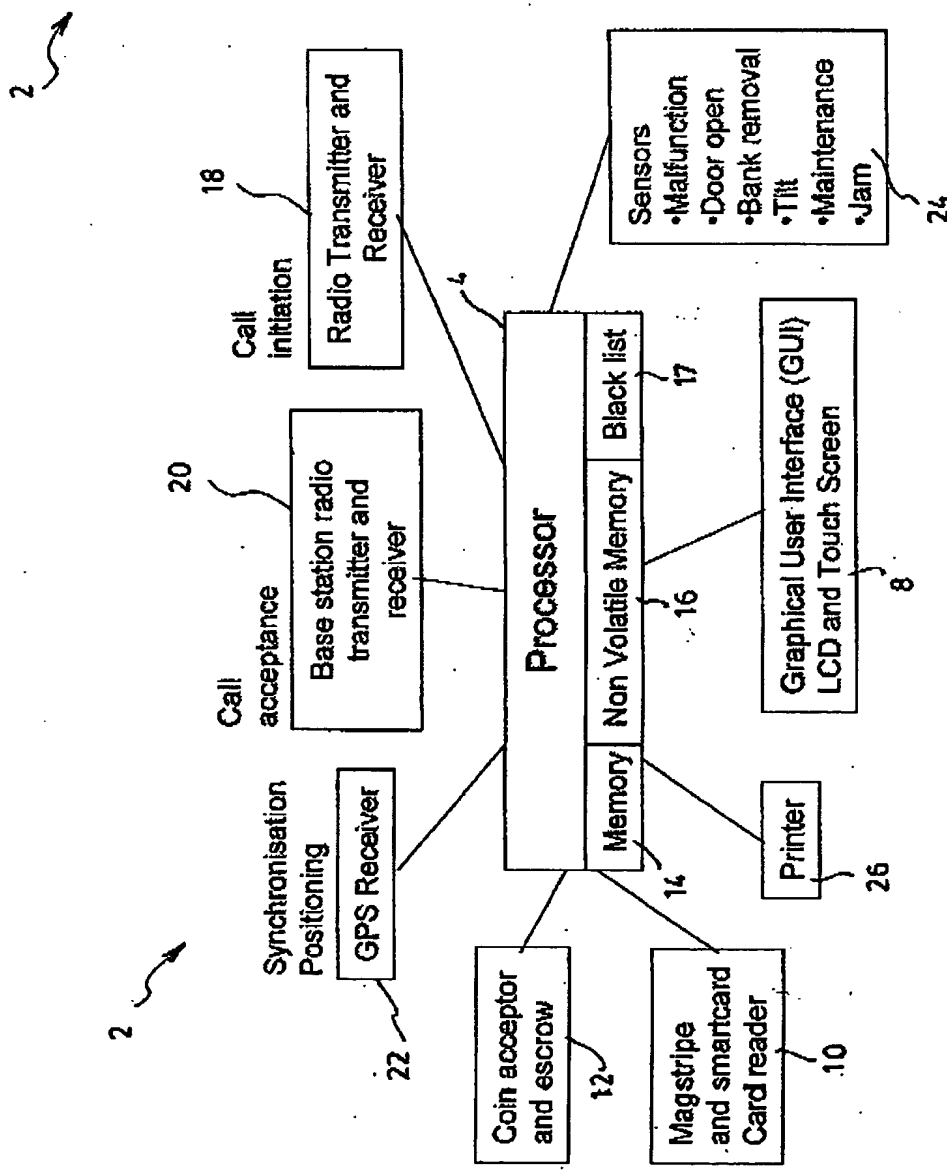 2
2
Synchronisation
Positioning
GPS Receiver
22
Call
acceptance
20
Base station radio
transmitter and
receiver
Call
initiation
18
Radio Transmitter and
Receiver
4
Processor
Memory
14
Non Volatile Memory
16
Black list
17
Coin acceptor
and escrow
12
Magstripe
and smartcard
Card reader
10
Printer
26
Graphical User Interface (GUI)
LCD and Touch Screen
8
Sensors
•Malfunction
•Door open
•Bank removal
•Tilt
•Maintenance
•Jam
24